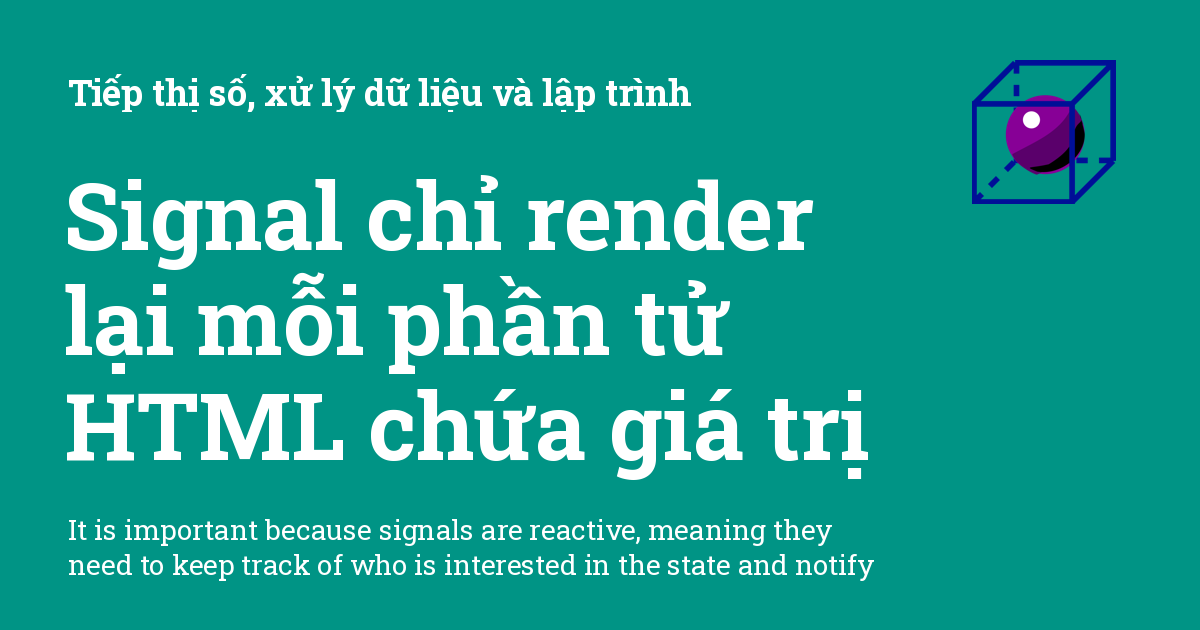 Tiếp thị số, xử lý dữ liệu và lập trình
Signal chỉ render
lại mỗi phần tử
HTML chứa giá trị
It is important because signals are reactive, meaning they
need to keep track of who is interested in the state and notify